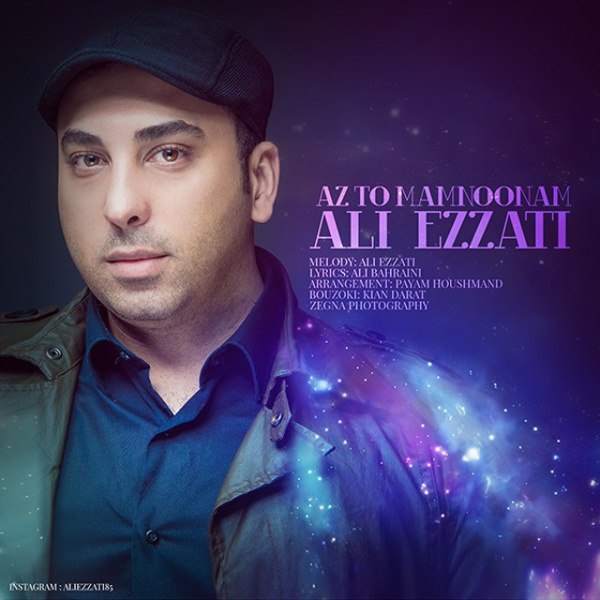 AZ TO MAMNOONAM
ALI EZZATI
MELODY: ALI EZZATI
LYRICS: ALI BAHRAINI
ARRANGEMENT: PAYAM HOUSHMAND
BOUZOKI: KIAN DARAT
ZEGNA PHOTOGRAPHY
INSTAGRAM : ALIEZZATI85